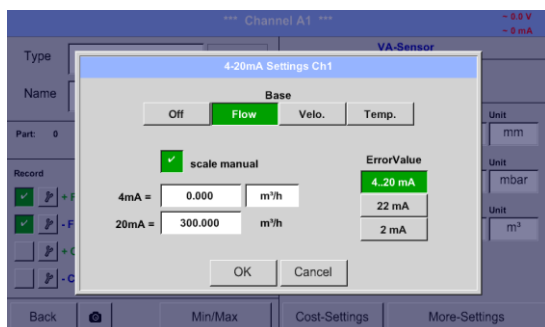 *** Channel A1 ***
~ 0.0 V
~ 0 mA
Type
VA-Sensor
4-20mA Settings Ch1
Name
Base
Off Flow Velo. Temp.
Unit
Part: 0
mm
scale manual
ErrorValue
Unit
Record
4..20 mA
mbar
4mA = 0.000 m³/h
22 mA
Unit
20mA = 300.000 m³/h
2 mA
m³
OK Cancel
Back Min/Max Cost-Settings More-Settings